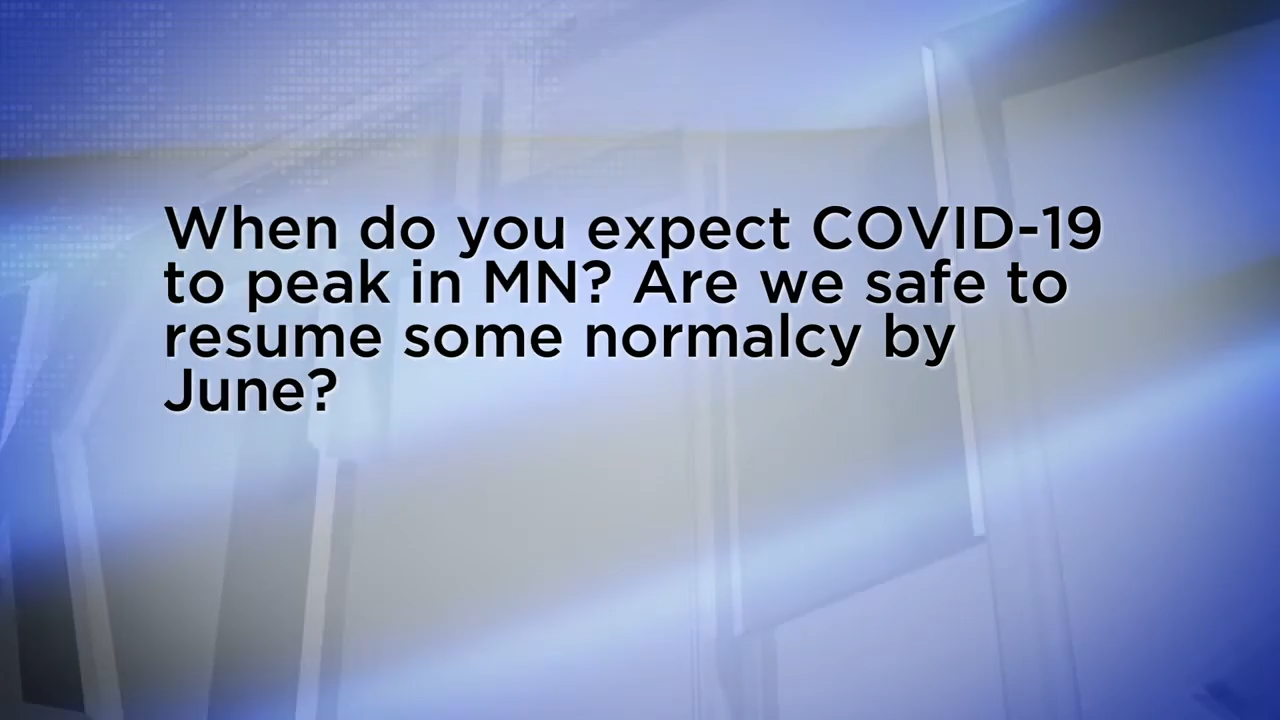 When do you expect COVID-19
to peak in MN? Are we safe to
resume some normalcy by
June?